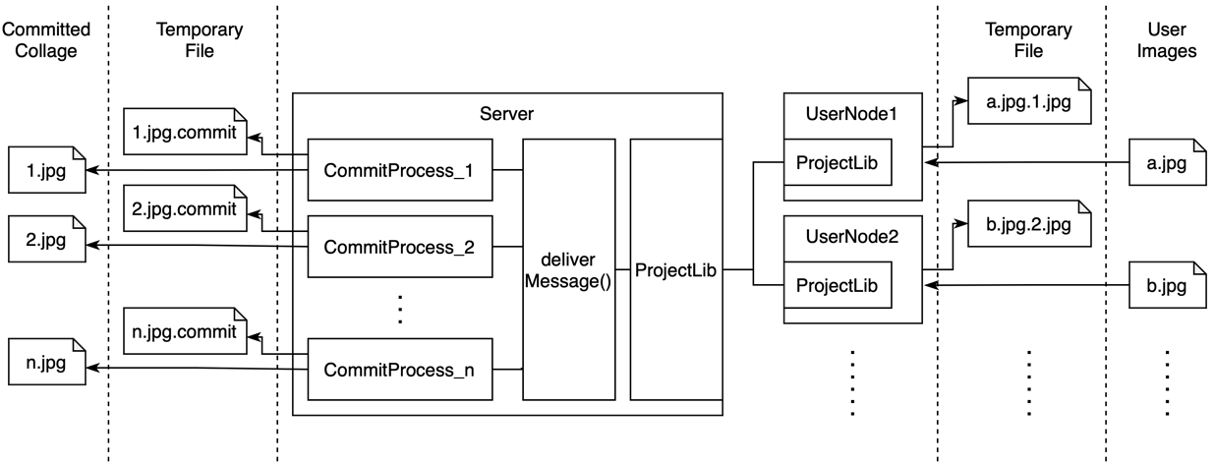 Committed
Collage
Temporary
File
Temporary
File
User
Images
Server
1.jpg.commit
1.jpg
CommitProcess_1
2.jpg.commit
2.jpg
CommitProcess_2
n.jpg.commit
n.jpg
CommitProcess_n
deliver
Message()
ProjectLib
UserNode1
ProjectLib
a.jpg.1.jpg
a.jpg
UserNode2
ProjectLib
b.jpg.2.jpg
b.jpg